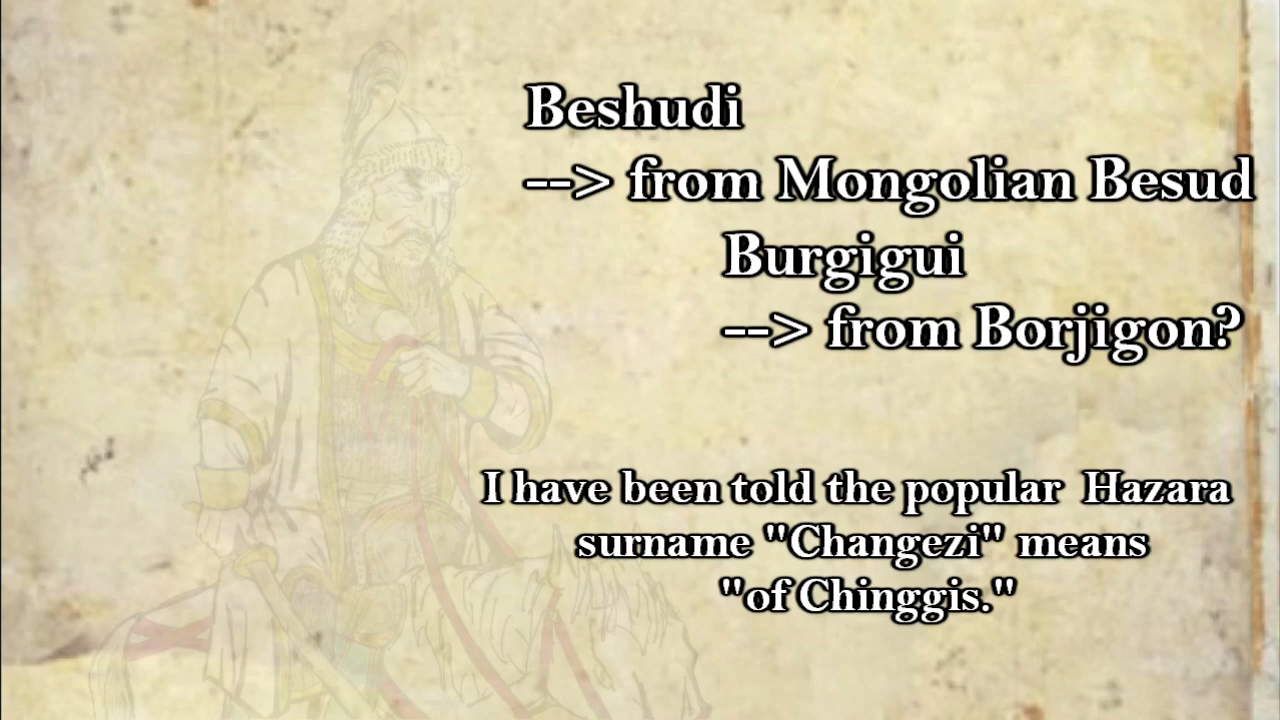 Beshudi
--> from Mongolian Besud
Burgigui
--> from Borjigon?
I have been told the popular Hazara
surname "Changezi" means
"of Chinggis."